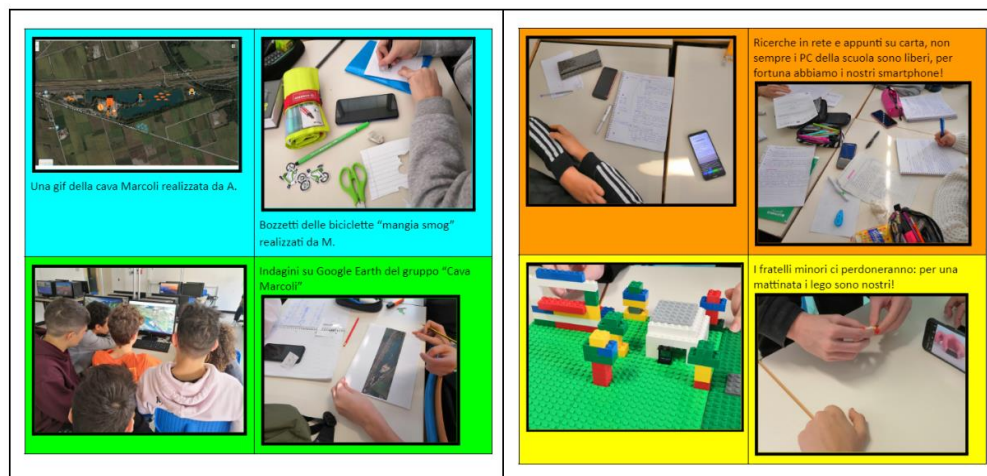 Una gif della cava Marcoli realizzata da A.
Bozzetti delle biciclette “mangia smog”
realizzati da M.
Indagini su Google Earth del gruppo “Cava
Marcoli”
Ricerche in rete e appunti su carta, non
sempre i PC della scuola sono liberi, per
fortuna abbiamo i nostri smartphone!
I fratelli minori ci perdoneranno: per una
mattinata i lego sono nostri!